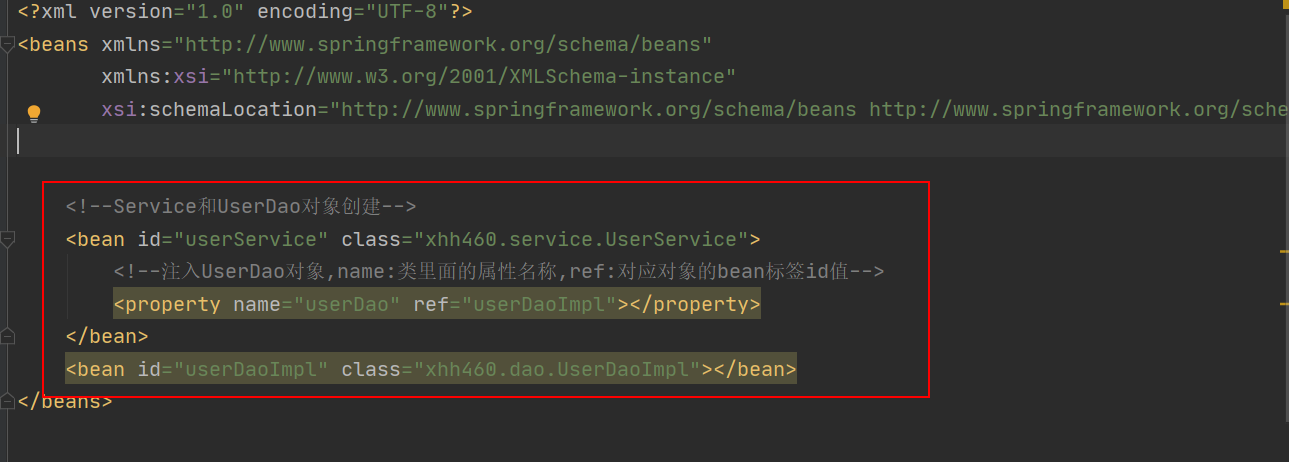 <?xml version="1.0" encoding="UTF-8"?>
<beans xmlns="http://www.springframework.org/schema/beans"
xmlns:xsi="http://www.w3.org/2001/XMLSchema-instance"
xsi:schemaLocation="http://www.springframework.org/schema/beans http://www.springframework.org/sche
<!--Service和UserDao对象创建-->
<bean id="userService" class="xhh460.service.UserService">
<!--注入UserDao对象,name:类里面的属性名称,ref:对应对象的bean标签id值-->
<property name="userDao" ref="userDaoImpl"></property>
</bean>
<bean id="userDaoImpl" class="xhh460.dao.UserDaoImpl"></bean>
</beans>